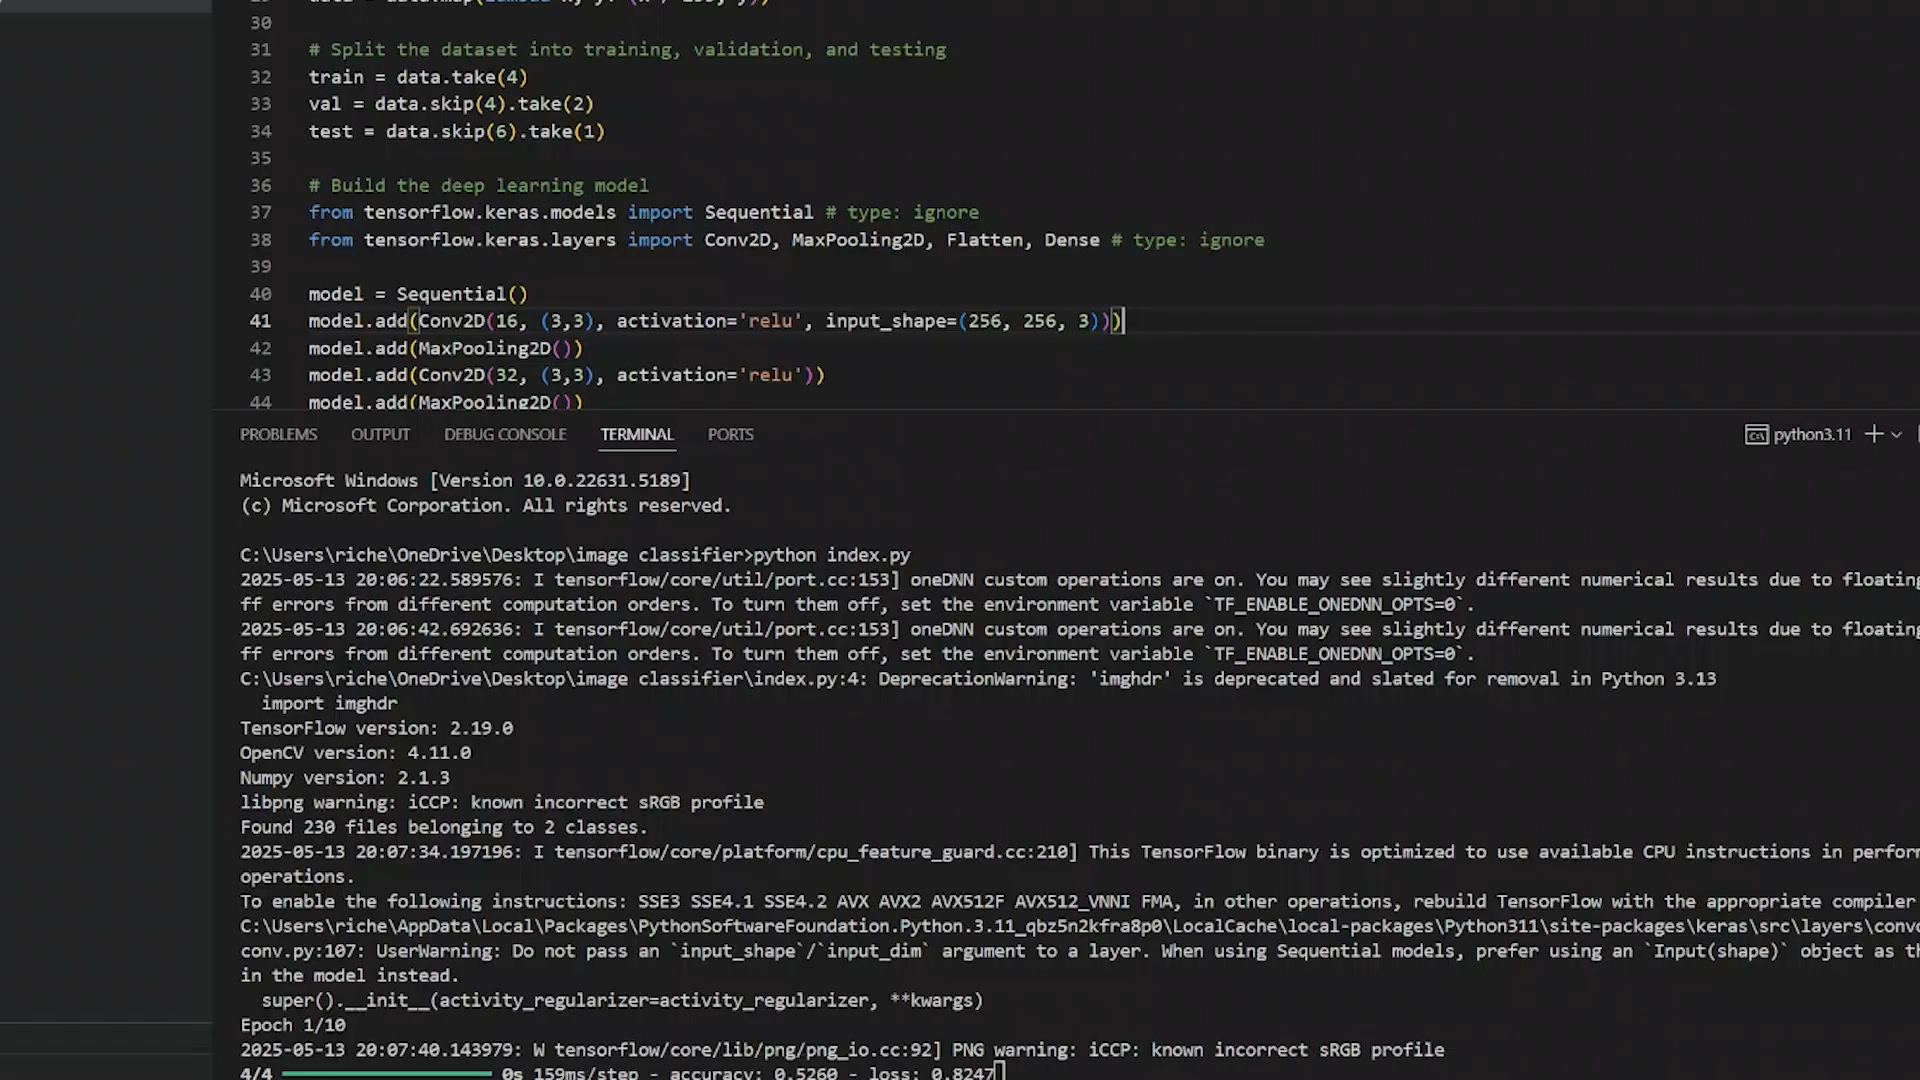 30
31 # Split the dataset into training, validation, and testing
32 train = data.take(4)
33 val = data.skip(4).take(2)
34 test = data.skip(6).take(1)
35
36 # Build the deep learning model
37 from tensorflow.keras.models import Sequential # type: ignore
38 from tensorflow.keras.layers import Conv2D, MaxPooling2D, Flatten, Dense # type: ignore
39
40 model = Sequential()
41 model.add(Conv2D(16, (3,3), activation='relu', input_shape=(256, 256, 3)))
42 model.add(MaxPooling2D())
43 model.add(Conv2D(32, (3,3), activation='relu'))
44 model.add(MaxPooling2D())
PROBLEMS OUTPUT DEBUG CONSOLE TERMINAL PORTS python3.11
Microsoft Windows [Version 10.0.22631.5189]
(c) Microsoft Corporation. All rights reserved.
C:\Users\riche\OneDrive\Desktop\image classifier>python index.py
2025-05-13 20:06:22.589576: I tensorflow/core/util/port.cc:153] oneDNN custom operations are on. You may see slightly different numerical results due to floating
ff errors from different computation orders. To turn them off, set the environment variable `TF_ENABLE_ONEDNN_OPTS=0`.
2025-05-13 20:06:42.692636: I tensorflow/core/util/port.cc:153] oneDNN custom operations are on. You may see slightly different numerical results due to floating
ff errors from different computation orders. To turn them off, set the environment variable `TF_ENABLE_ONEDNN_OPTS=0`.
C:\Users\riche\OneDrive\Desktop\image classifier\index.py:4: DeprecationWarning: 'imghdr' is deprecated and slated for removal in Python 3.13
import imghdr
TensorFlow version: 2.19.0
OpenCV version: 4.11.0
Numpy version: 2.1.3
libpng warning: iCCP: known incorrect sRGB profile
Found 230 files belonging to 2 classes.
2025-05-13 20:07:34.197196: I tensorflow/core/platform/cpu_feature_guard.cc:210] This TensorFlow binary is optimized to use available CPU instructions in perform
operations.
To enable the following instructions: SSE3 SSE4.1 SSE4.2 AVX AVX2 AVX512F AVX512_VNNI FMA, in other operations, rebuild TensorFlow with the appropriate compiler
C:\Users\riche\AppData\Local\Packages\PythonSoftwareFoundation.Python.3.11_qbz5n2kfra8p0\LocalCache\local-packages\Python311\site-packages\keras\src\layers\convo
conv.py:107: UserWarning: Do not pass an `input_shape`/`input_dim` argument to a layer. When using Sequential models, prefer using an `Input(shape)` object as th
in the model instead.
super().__init__(activity_regularizer=activity_regularizer, **kwargs)
Epoch 1/10
2025-05-13 20:07:40.143979: W tensorflow/core/lib/png/png_io.cc:92] PNG warning: iCCP: known incorrect sRGB profile
4/4 0s 159ms/step - accuracy: 0.5260 - loss: 0.8247